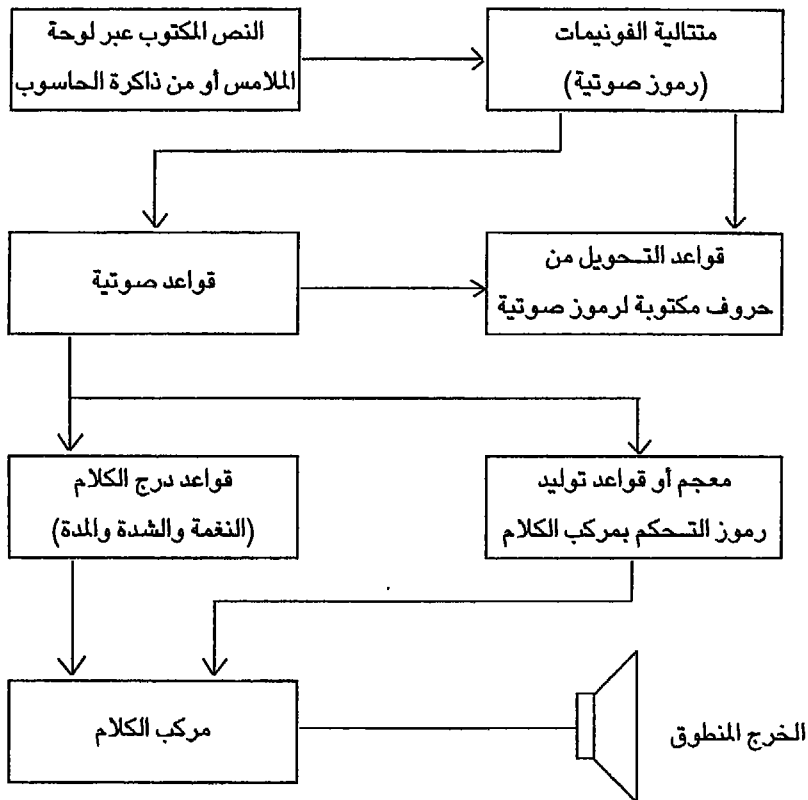 النص المكتوب عبر لوحة
الملامس أو من ذاكرة الحاسوب
متتالية الفونيمات
(رموز صوتية)
قواعد صوتية
قواعد التحويل من
حروف مكتوبة لرموز صوتية
قواعد درج الكلام
(النغمة والشدة والمدة)
معجم أو قواعد توليد
رموز التحكم بمركب الكلام
مركب الكلام
الخرج المنطوق